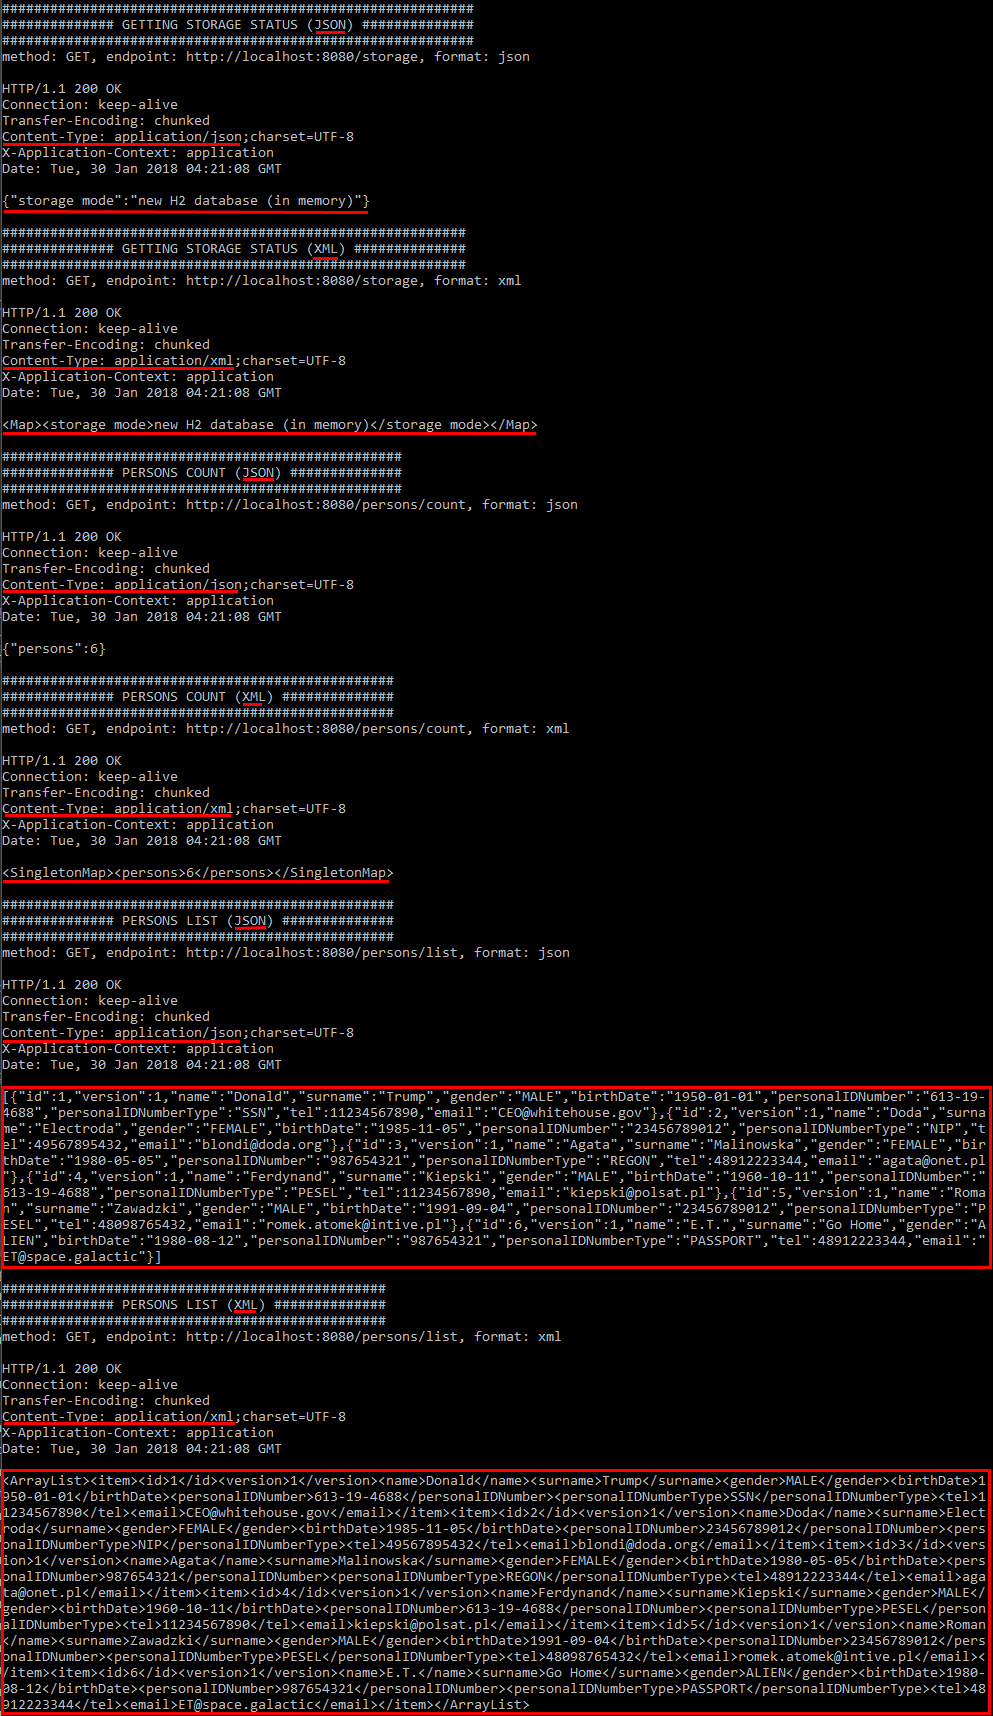 ###########################################################
############## GETTING STORAGE STATUS (JSON) ##############
###########################################################
method: GET, endpoint: http://localhost:8080/storage, format: json
HTTP/1.1 200 OK
Connection: keep-alive
Transfer-Encoding: chunked
Content-Type: application/json;charset=UTF-8
X-Application-Context: application
Date: Tue, 30 Jan 2018 04:21:08 GMT
{"storage mode":"new H2 database (in memory)"}
##########################################################
############## GETTING STORAGE STATUS (XML) ##############
##########################################################
method: GET, endpoint: http://localhost:8080/storage, format: xml
HTTP/1.1 200 OK
Connection: keep-alive
Transfer-Encoding: chunked
Content-Type: application/xml;charset=UTF-8
X-Application-Context: application
Date: Tue, 30 Jan 2018 04:21:08 GMT
<Map><storage mode>new H2 database (in memory)</storage mode></Map>
##################################################
############## PERSONS COUNT (JSON) ##############
##################################################
method: GET, endpoint: http://localhost:8080/persons/count, format: json
HTTP/1.1 200 OK
Connection: keep-alive
Transfer-Encoding: chunked
Content-Type: application/json;charset=UTF-8
X-Application-Context: application
Date: Tue, 30 Jan 2018 04:21:08 GMT
{"persons":6}
#################################################
############## PERSONS COUNT (XML) ##############
#################################################
method: GET, endpoint: http://localhost:8080/persons/count, format: xml
HTTP/1.1 200 OK
Connection: keep-alive
Transfer-Encoding: chunked
Content-Type: application/xml;charset=UTF-8
X-Application-Context: application
Date: Tue, 30 Jan 2018 04:21:08 GMT
<SingletonMap><persons>6</persons></SingletonMap>
#################################################
############## PERSONS LIST (JSON) ##############
#################################################
method: GET, endpoint: http://localhost:8080/persons/list, format: json
HTTP/1.1 200 OK
Connection: keep-alive
Transfer-Encoding: chunked
Content-Type: application/json;charset=UTF-8
X-Application-Context: application
Date: Tue, 30 Jan 2018 04:21:08 GMT
[{"id":1,"version":1,"name":"Donald","surname":"Trump","gender":"MALE","birthDate":"1950-01-01","personalIDNumber":"613-19-
4688","personalIDNumberType":"SSN","tel":11234567890,"email":"CEO@whitehouse.gov"},{"id":2,"version":1,"name":"Doda","surna
me":"Electroda","gender":"FEMALE","birthDate":"1985-11-05","personalIDNumber":"23456789012","personalIDNumberType":"NIP","t
el":49567895432,"email":"blondi@doda.org"},{"id":3,"version":1,"name":"Agata","surname":"Malinowska","gender":"FEMALE","bir
thDate":"1980-05-05","personalIDNumber":"987654321","personalIDNumberType":"REGON","tel":48912223344,"email":"agata@onet.pl
"},{"id":4,"version":1,"name":"Ferdynand","surname":"Kiepski","gender":"MALE","birthDate":"1960-10-11","personalIDNumber":"
613-19-4688","personalIDNumberType":"PESEL","tel":11234567890,"email":"kiepski@polsat.pl"},{"id":5,"version":1,"name":"Roma
n","surname":"Zawadzki","gender":"MALE","birthDate":"1991-09-04","personalIDNumber":"23456789012","personalIDNumberType":"P
ESEL","tel":48098765432,"email":"romek.atomek@intive.pl"},{"id":6,"version":1,"name":"E.T.","surname":"Go Home","gender":"A
LIEN","birthDate":"1980-08-12","personalIDNumber":"987654321","personalIDNumberType":"PASSPORT","tel":48912223344,"email":"
ET@space.galactic"}]
################################################
############## PERSONS LIST (XML) ##############
################################################
method: GET, endpoint: http://localhost:8080/persons/list, format: xml
HTTP/1.1 200 OK
Connection: keep-alive
Transfer-Encoding: chunked
Content-Type: application/xml;charset=UTF-8
X-Application-Context: application
Date: Tue, 30 Jan 2018 04:21:08 GMT
<ArrayList><item><id>1</id><version>1</version><name>Donald</name><surname>Trump</surname><gender>MALE</gender><birthDate>1
950-01-01</birthDate><personalIDNumber>613-19-4688</personalIDNumber><personalIDNumberType>SSN</personalIDNumberType><tel>1
1234567890</tel><email>CEO@whitehouse.gov</email></item><item><id>2</id><version>1</version><name>Doda</name><surname>Elect
roda</surname><gender>FEMALE</gender><birthDate>1985-11-05</birthDate><personalIDNumber>23456789012</personalIDNumber><pers
onalIDNumberType>NIP</personalIDNumberType><tel>49567895432</tel><email>blondi@doda.org</email></item><item><id>3</id><vers
ion>1</version><name>Agata</name><surname>Malinowska</surname><gender>FEMALE</gender><birthDate>1980-05-05</birthDate><pers
onalIDNumber>987654321</personalIDNumber><personalIDNumberType>REGON</personalIDNumberType><tel>48912223344</tel><email>aga
ta@onet.pl</email></item><item><id>4</id><version>1</version><name>Ferdynand</name><surname>Kiepski</surname><gender>MALE</
gender><birthDate>1960-10-11</birthDate><personalIDNumber>613-19-4688</personalIDNumber><personalIDNumberType>PESEL</person
alIDNumberType><tel>11234567890</tel><email>kiepski@polsat.pl</email></item><item><id>5</id><version>1</version><name>Roman
</name><surname>Zawadzki</surname><gender>MALE</gender><birthDate>1991-09-04</birthDate><personalIDNumber>23456789012</pers
onalIDNumber><personalIDNumberType>PESEL</personalIDNumberType><tel>48098765432</tel><email>romek.atomek@intive.pl</email><
/item><item><id>6</id><version>1</version><name>E.T.</name><surname>Go Home</surname><gender>ALIEN</gender><birthDate>1980-
08-12</birthDate><personalIDNumber>987654321</personalIDNumber><personalIDNumberType>PASSPORT</personalIDNumberType><tel>48
912223344</tel><email>ET@space.galactic</email></item></ArrayList>